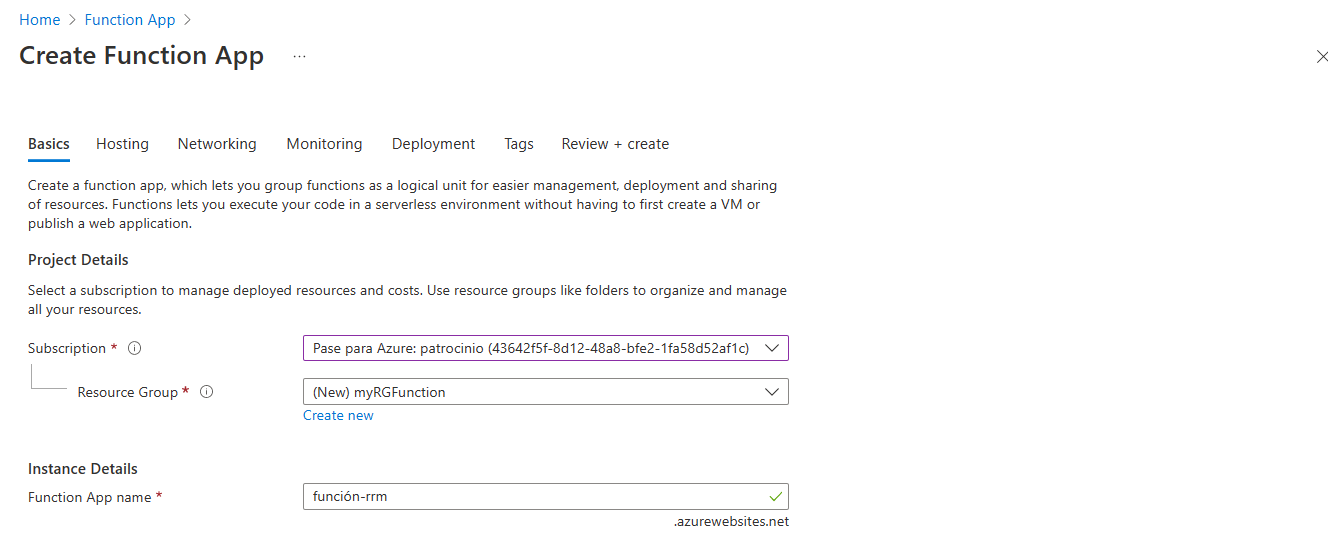 Home > Function App >
Create Function App ...
Basics Hosting Networking Monitoring Deployment Tags Review + create
Create a function app, which lets you group functions as a logical unit for easier management, deployment and sharing
of resources. Functions lets you execute your code in a serverless environment without having to first create a VM or
publish a web application.
Project Details
Select a subscription to manage deployed resources and costs. Use resource groups like folders to organize and manage
all your resources.
Subscription * Pase para Azure: patrocinio (43642f5f-8d12-48a8-bfe2-1fa58d52af1c)
Resource Group * (New) myRGFunction
Create new
Instance Details
Function App name * función-rrm
.azurewebsites.net